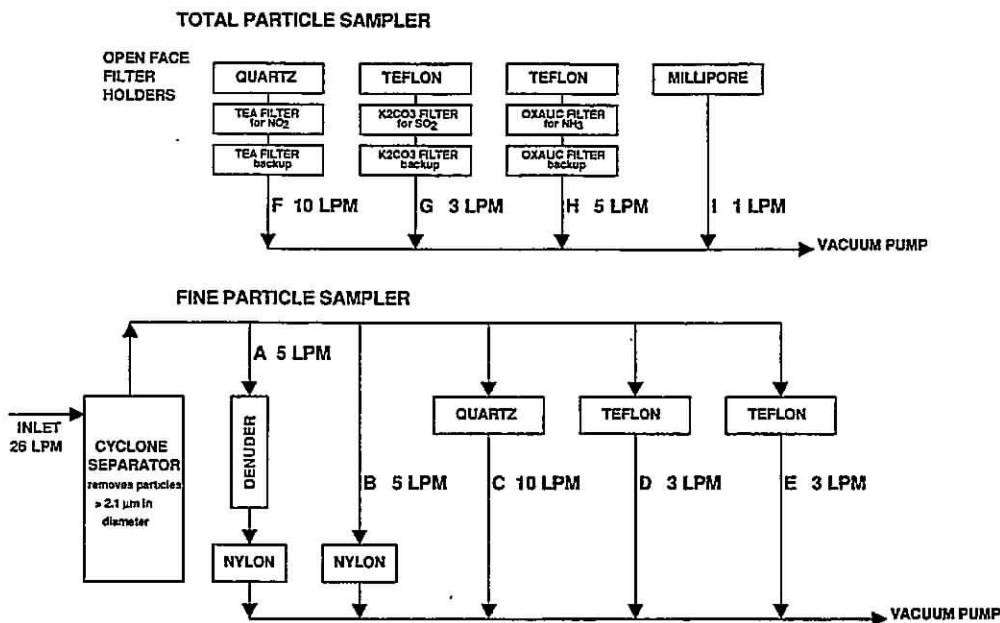 TOTAL PARTICLE SAMPLER
OPEN FACE
FILTER
HOLDERS
QUARTZ
TEFLON
TEFLON
MILLIPORE
TEA FILTER
for NO2
K2CO3 FILTER
for SO2
OXALIC FILTER
for NH3
TEA FILTER
backup
K2CO3 FILTER
backup
OXALIC FILTER
backup
F 10 LPM
G 3 LPM
H 5 LPM
I 1 LPM
VACUUM PUMP
FINE PARTICLE SAMPLER
A 5 LPM
INLET
26 LPM
CYCLONE
SEPARATOR
removes particles
> 2.1 µm in
diameter
DENUDER
QUARTZ
TEFLON
TEFLON
B 5 LPM
C 10 LPM
D 3 LPM
E 3 LPM
NYLON
NYLON
VACUUM PUMP